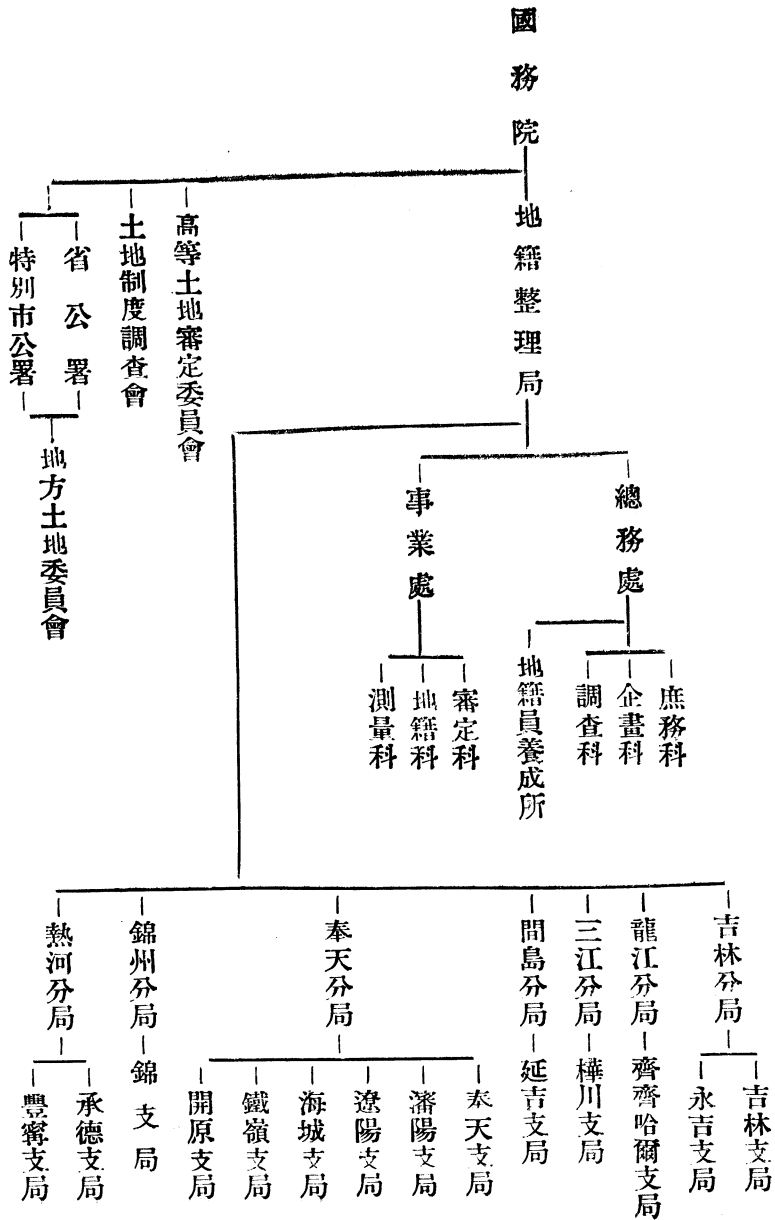 國務院
地籍整理局
總務處
庶務科
企畫科
調查科
地籍員養成所
事業處
審定科
地籍科
測量科
吉林分局
吉林支局
永吉支局
龍江分局
齊齊哈爾支局
三江分局
樺川支局
間島分局
延吉支局
奉天分局
奉天支局
瀋陽支局
遼陽支局
海城支局
鐵嶺支局
開原支局
錦州分局
錦支局
熱河分局
承德支局
豐寧支局
高等土地審定委員會
土地制度調查會
省公署
特別市公署
地方土地委員會